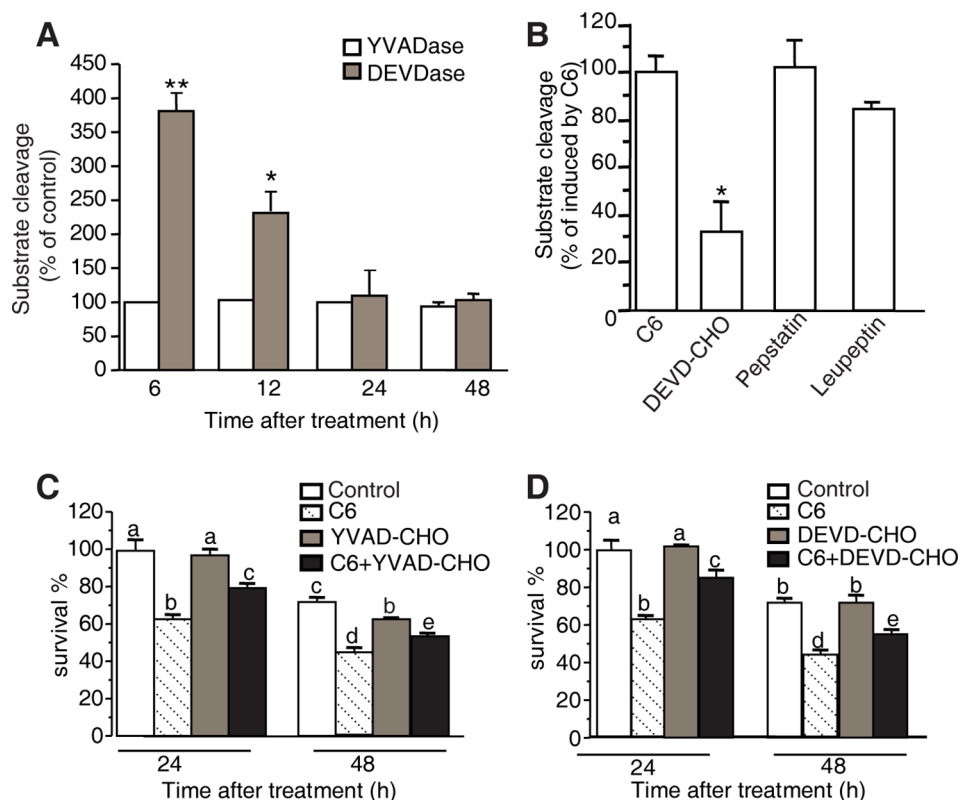 A
YVADase
DEVDase
Substrate cleavage
(% of control)
450
400
350
300
250
200
150
100
50
0
**
*
6 12 24 48
Time after treatment (h)
B
Substrate cleavage
(% of induced by C6)
120
100
80
60
40
20
0
*
C6
DEVD-CHO
Pepstatin
Leupeptin
C
Control
C6
YVAD-CHO
C6+YVAD-CHO
survival %
120
100
80
60
40
20
0
a b a c c d b e
24 48
Time after treatment (h)
D
Control
C6
DEVD-CHO
C6+DEVD-CHO
survival %
120
100
80
60
40
20
0
a b a c b d b e
24 48
Time after treatment (h)